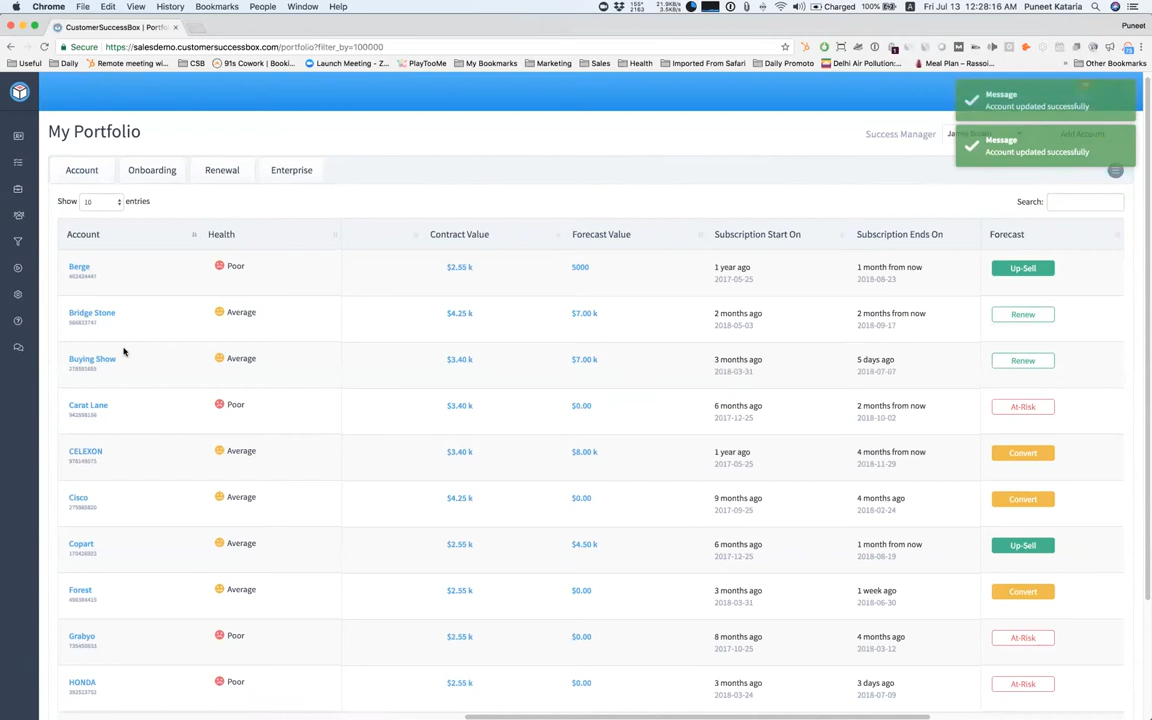 Chrome File Edit View History Bookmarks People Window Help
155° 2163 21.9KB/s 3.5KB/s Charged 100% Fri Jul 13 12:28:16 AM Puneet Kataria
CustomerSuccessBox | Portfo
Puneet
Secure https://salesdemo.customersuccessbox.com/portfolio?filter_by=100000
Useful Daily Remote meeting wi... CSB 91s Cowork | Booki... Launch Meeting - Z... PlayTooMe My Bookmarks Marketing Sales Health Imported From Safari Daily Promoto Delhi Air Pollution:... Meal Plan – Rassoi... » Other Bookmarks
Message
Account updated successfully
My Portfolio
Success Manager
Add Account
Message
Account updated successfully
Account Onboarding Renewal Enterprise
Show 10 entries
Search:
Account Health Contract Value Forecast Value Subscription Start On Subscription Ends On Forecast
Berge Poor $2.55 k 5000 1 year ago 1 month from now Up-Sell
2017-05-25 2018-08-23
Bridge Stone Average $4.25 k $7.00 k 2 months ago 2 months from now Renew
2018-05-03 2018-09-17
Buying Show Average $3.40 k $7.00 k 3 months ago 5 days ago Renew
2018-03-31 2018-07-07
Carat Lane Poor $3.40 k $0.00 6 months ago 2 months from now At-Risk
2017-12-25 2018-10-02
CELEXON Average $3.40 k $8.00 k 1 year ago 4 months from now Convert
2017-05-25 2018-11-29
Cisco Average $4.25 k $0.00 9 months ago 4 months ago Convert
2017-09-25 2018-02-24
Copart Average $2.55 k $4.50 k 6 months ago 1 month from now Up-Sell
2017-12-25 2018-08-19
Forest Average $2.55 k $0.00 3 months ago 1 week ago Convert
2018-03-31 2018-06-30
Grabyo Poor $2.55 k $0.00 8 months ago 4 months ago At-Risk
2017-10-25 2018-03-12
HONDA Poor $2.55 k $0.00 3 months ago 3 days ago At-Risk
2018-03-24 2018-07-09